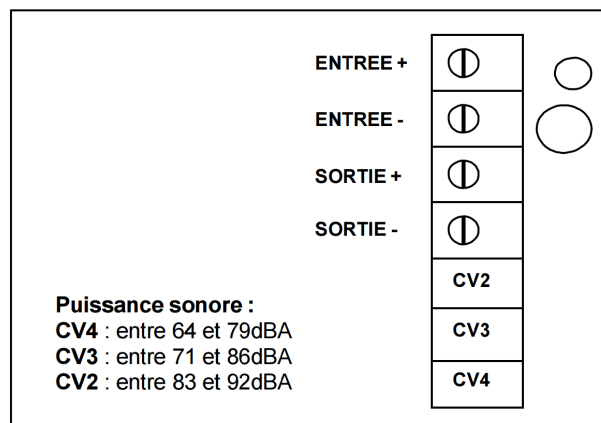 ENTREE +
ENTREE -
SORTIE +
SORTIE -
CV2
CV3
CV4
Puissance sonore :
CV4 : entre 64 et 79dBA
CV3 : entre 71 et 86dBA
CV2 : entre 83 et 92dBA